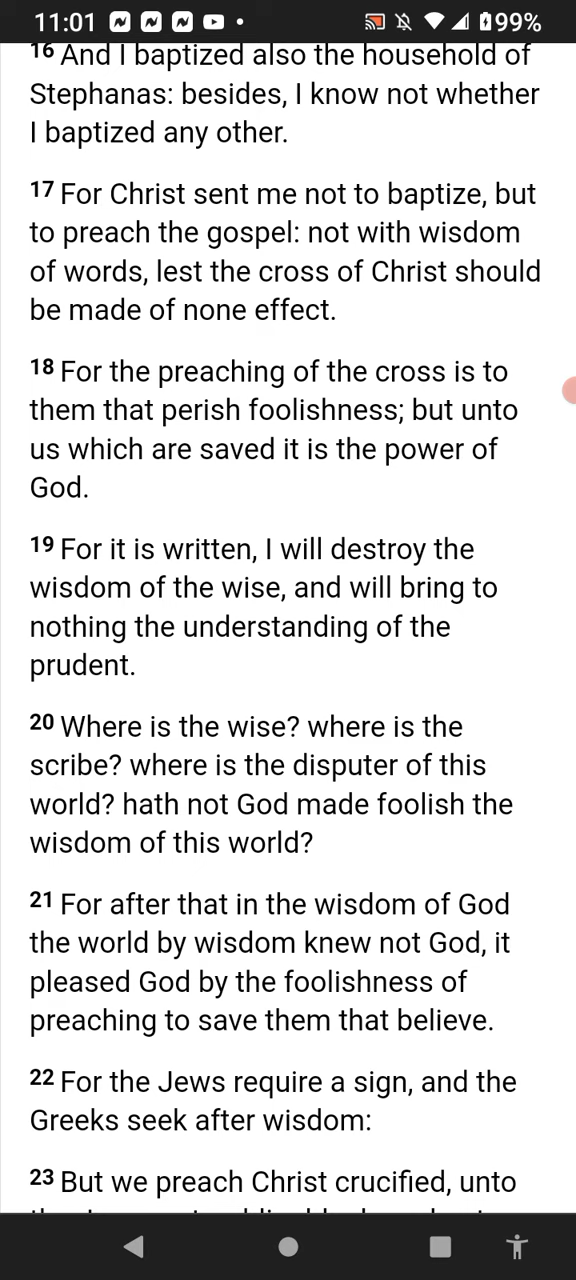 11:01
99%
16 And I baptized also the household of
Stephanas: besides, I know not whether
I baptized any other.
17 For Christ sent me not to baptize, but
to preach the gospel: not with wisdom
of words, lest the cross of Christ should
be made of none effect.
18 For the preaching of the cross is to
them that perish foolishness; but unto
us which are saved it is the power of
God.
19 For it is written, I will destroy the
wisdom of the wise, and will bring to
nothing the understanding of the
prudent.
20 Where is the wise? where is the
scribe? where is the disputer of this
world? hath not God made foolish the
wisdom of this world?
21 For after that in the wisdom of God
the world by wisdom knew not God, it
pleased God by the foolishness of
preaching to save them that believe.
22 For the Jews require a sign, and the
Greeks seek after wisdom:
23 But we preach Christ crucified, unto